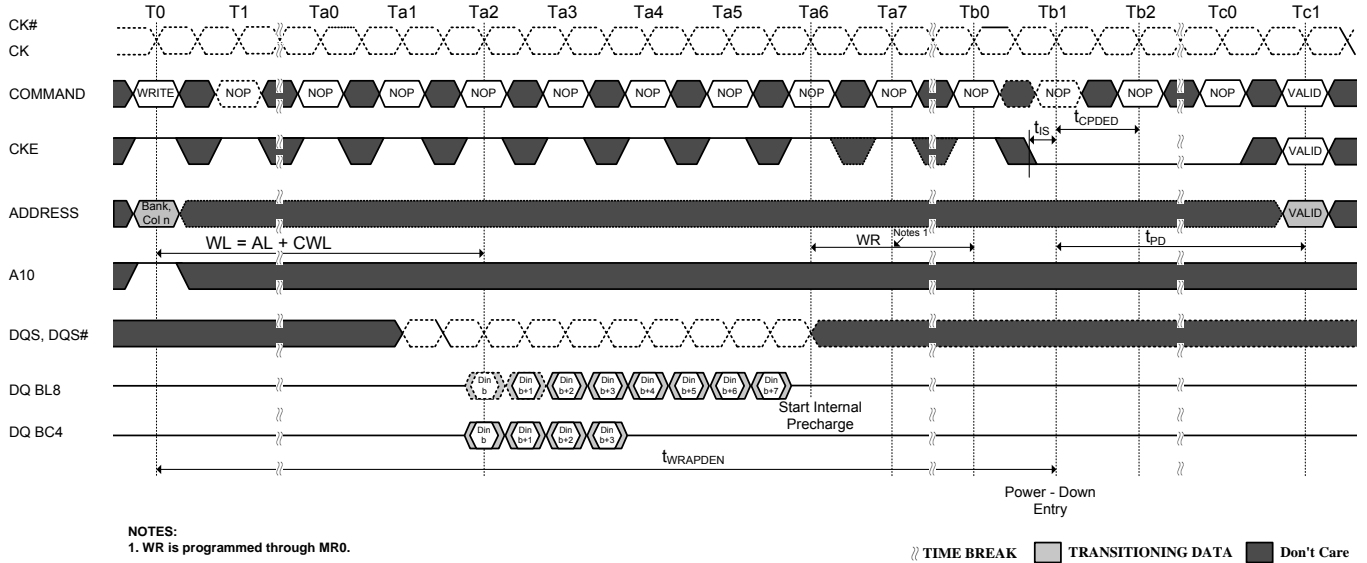 T0 T1 Ta0 Ta1 Ta2 Ta3 Ta4 Ta5 Ta6 Ta7 Tb0 Tb1 Tb2 Tc0 Tc1
CK#
CK
COMMAND WRITE NOP NOP NOP NOP NOP NOP NOP NOP NOP NOP NOP NOP NOP VALID
tIS tCPDED
CKE VALID
ADDRESS Bank, Col n VALID
WL = AL + CWL WR Notes 1 tPD
A10
DQS, DQS#
DQ BL8 Din b Din b+1 Din b+2 Din b+3 Din b+4 Din b+5 Din b+6 Din b+7
Start Internal
Precharge
DQ BC4 Din b Din b+1 Din b+2 Din b+3
tWRAPDEN
Power - Down
Entry
NOTES:
1. WR is programmed through MR0.
TIME BREAK TRANSITIONING DATA Don't Care